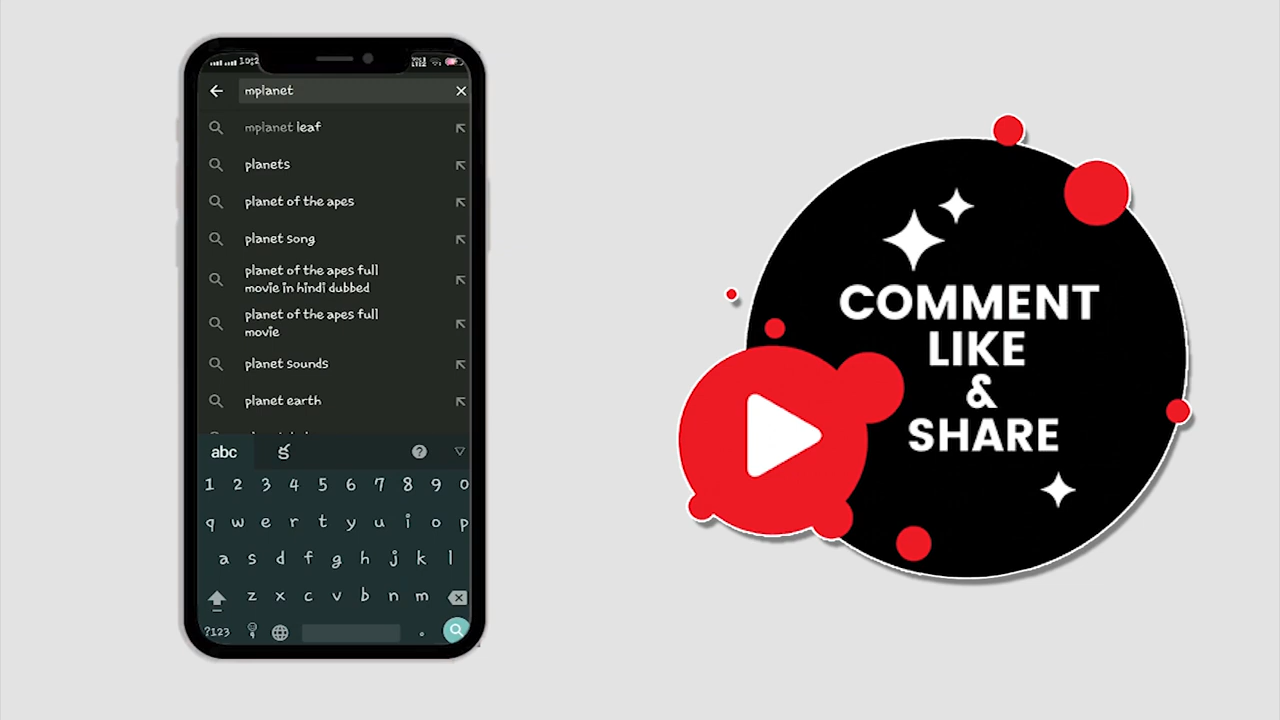 mplanet
mplanet leaf
planets
planet of the apes
planet song
planet of the apes full
movie in hindi dubbed
planet of the apes full
movie
planet sounds
planet earth
abc క
1 2 3 4 5 6 7 8 9 0
q w e r t y u i o p
a s d f g h j k l
z x c v b n m
?123 .
COMMENT
LIKE
&
SHARE